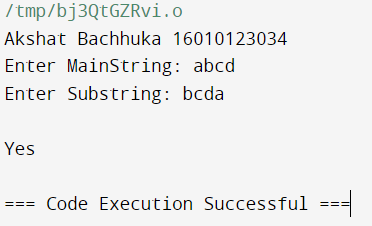 /tmp/bj3QtGZRvi.o
Akshat Bachhuka 16010123034
Enter MainString: abcd
Enter Substring: bcda
Yes
=== Code Execution Successful ===